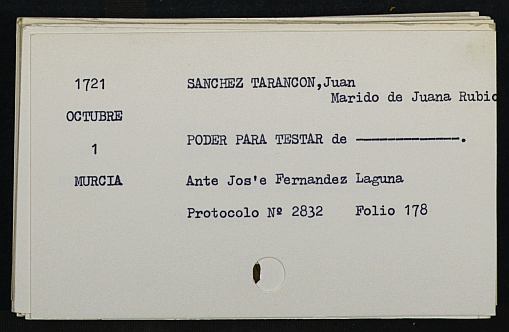 1721 SANCHEZ TARANCON,Juan
Marido de Juana Rubio
OCTUBRE
1 PODER PARA TESTAR de ——————————.
MURCIA Ante Jos'e Fernandez Laguna
Protocolo Nº 2832 Folio 178